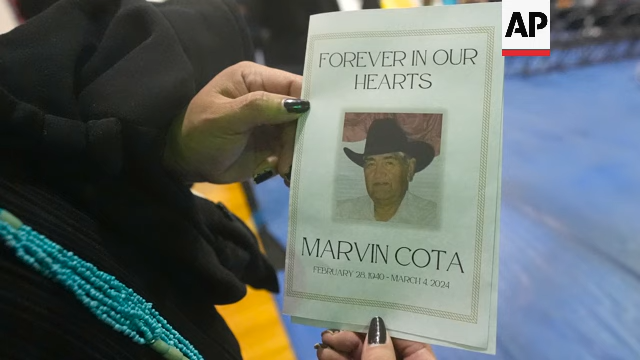 AP
FOREVER IN OUR
HEARTS
MARVIN COTA
FEBRUARY 28, 1940 - MARCH 4, 2024